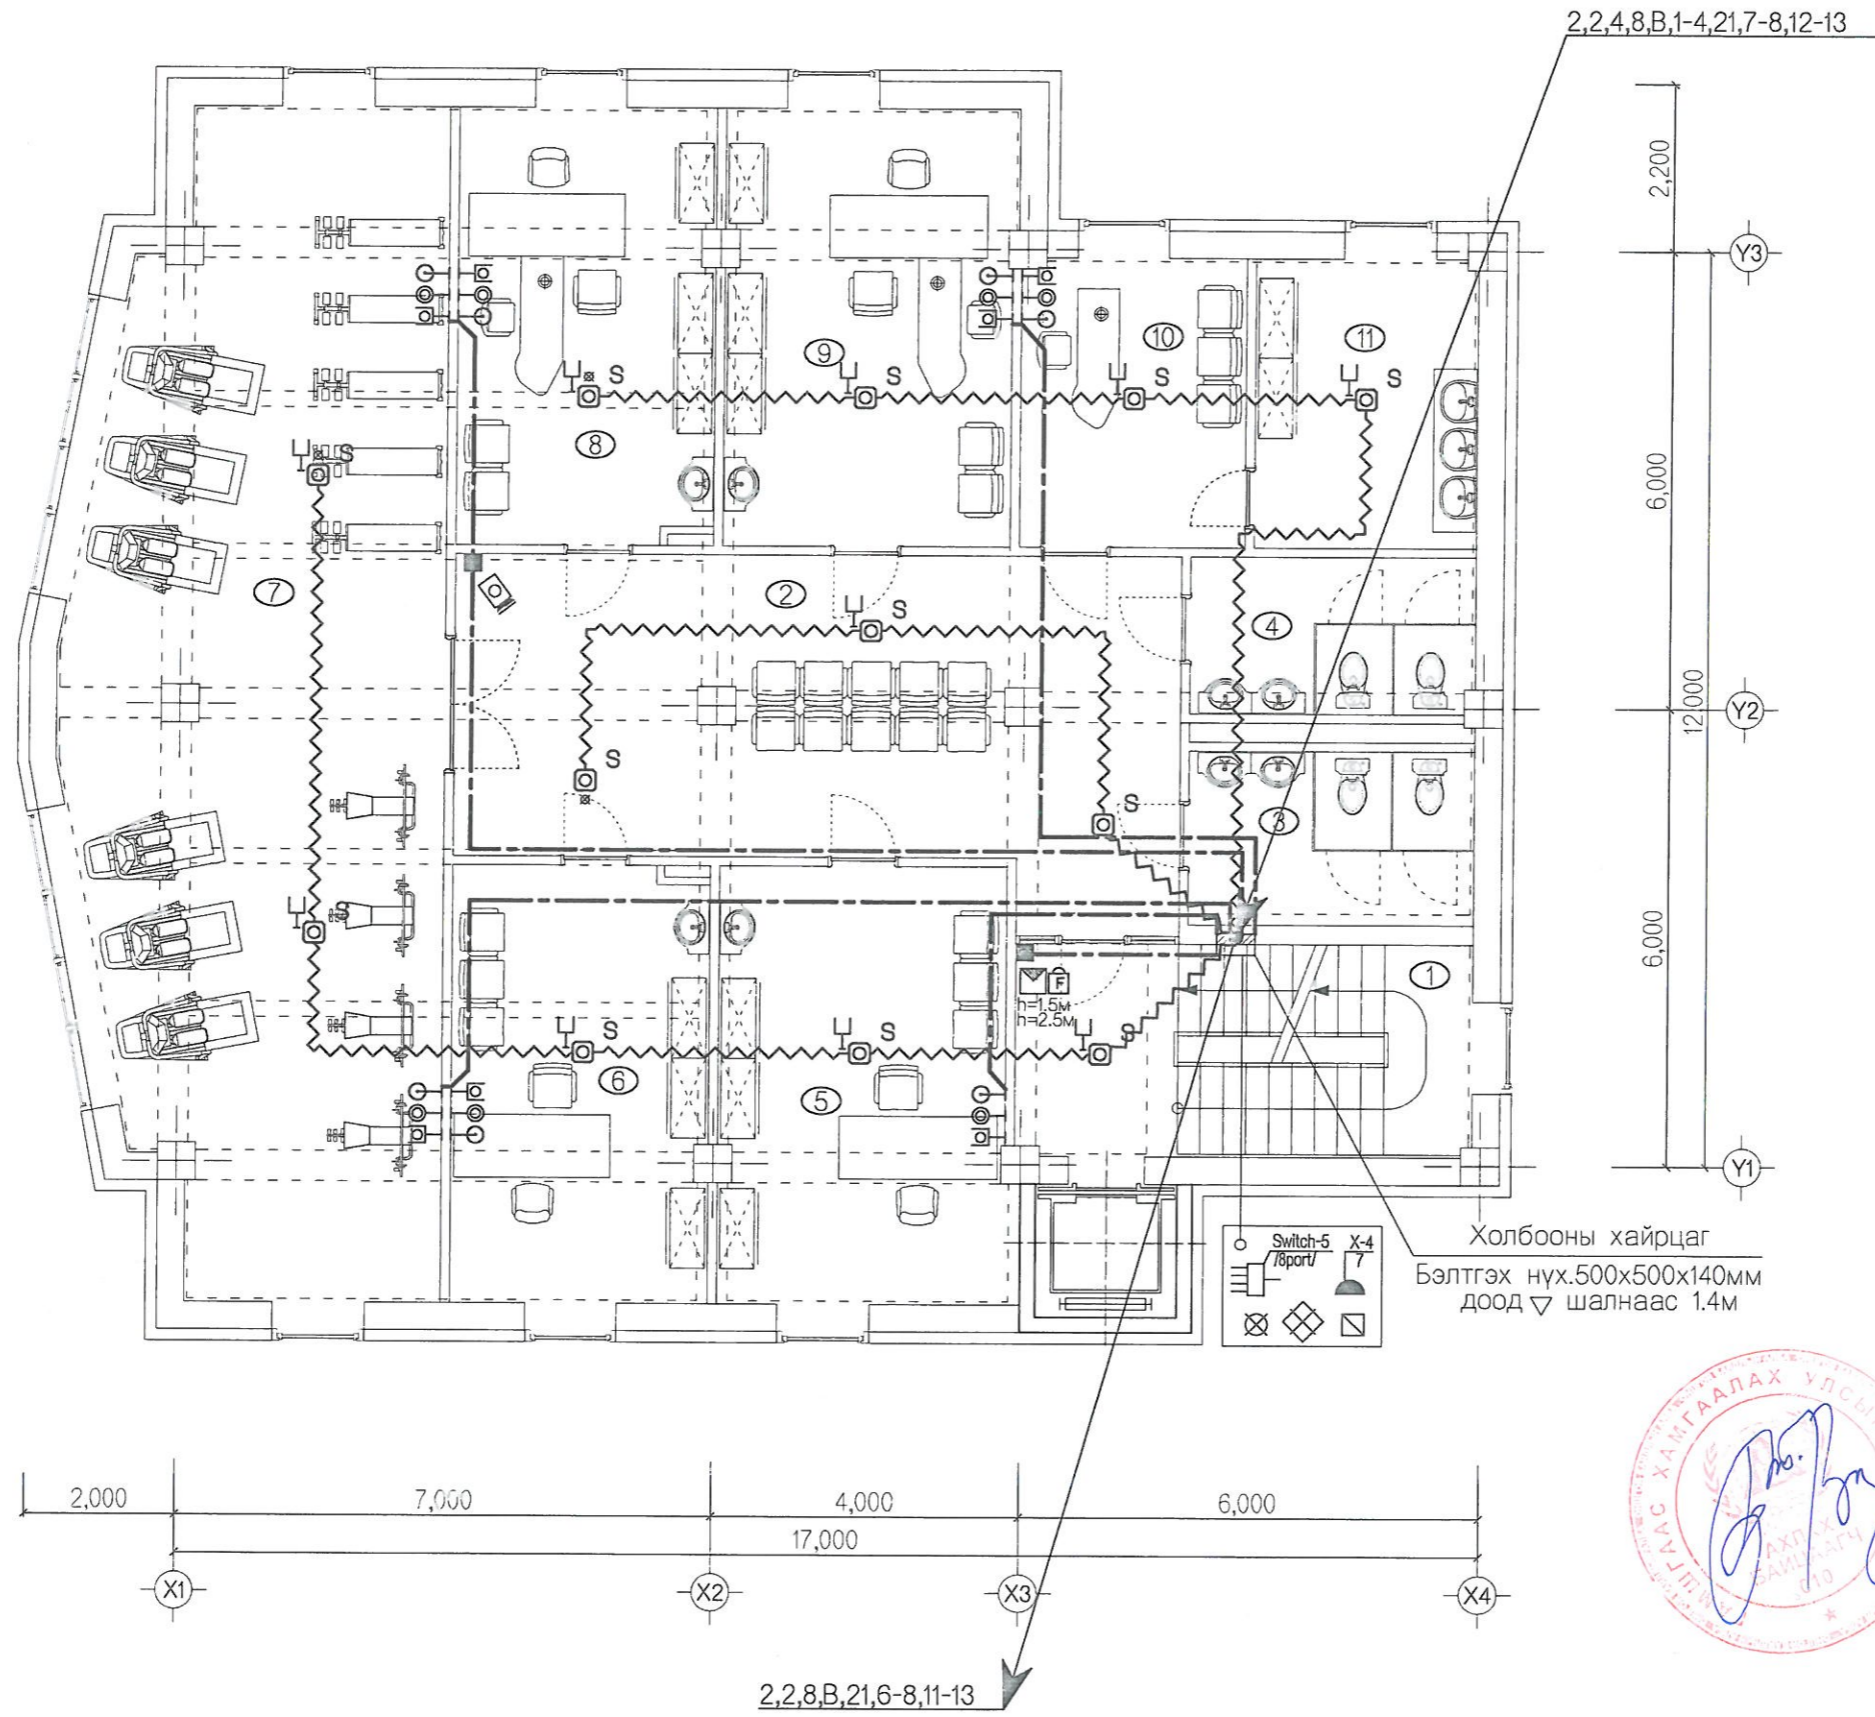 2,2,4,8,B,1-4,21,7-8,12-13
2,200
Y3
6,000
12,000
Y2
6,000
Y1
8
9
10
11
S
S
S
S
S
7
2
S
4
S
S
3
S
1
F
h=1.5м
h=2.5м
S
S
S
6
5
Switch-5
/8port/
X-4
7
Холбооны хайрцаг
Бэлтгэх нүх.500x500x140мм
доод ▽ шалнаас 1.4м
2,000
7,000
4,000
6,000
17,000
X1
X2
X3
X4
2,2,8,B,21,6-8,11-13
ХАМГААЛАХ